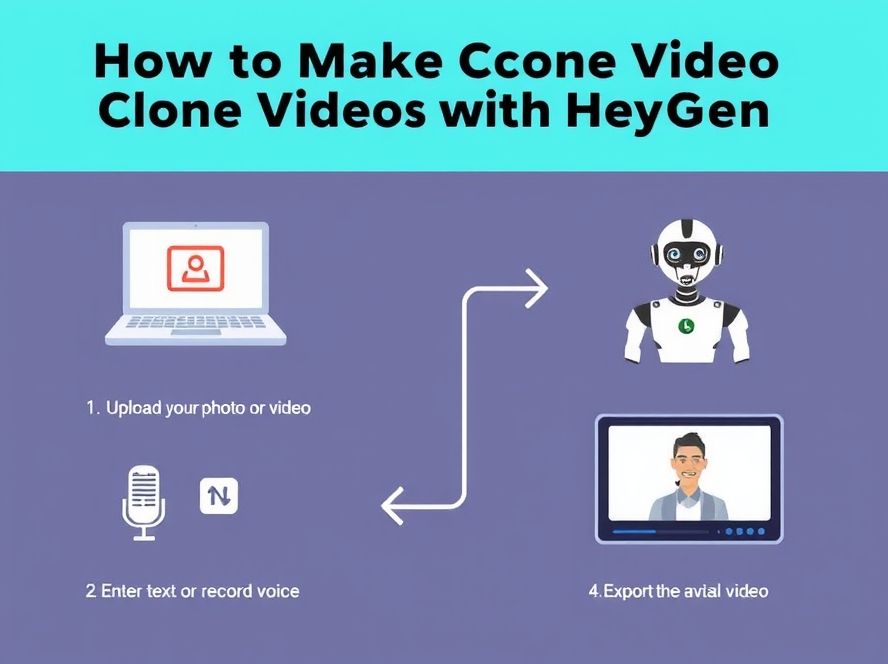 How to Make Ccone Video
Clone Videos with HeyGen
1. Upload your photo or video
2 Enter text or record voice
4. Export the avial video